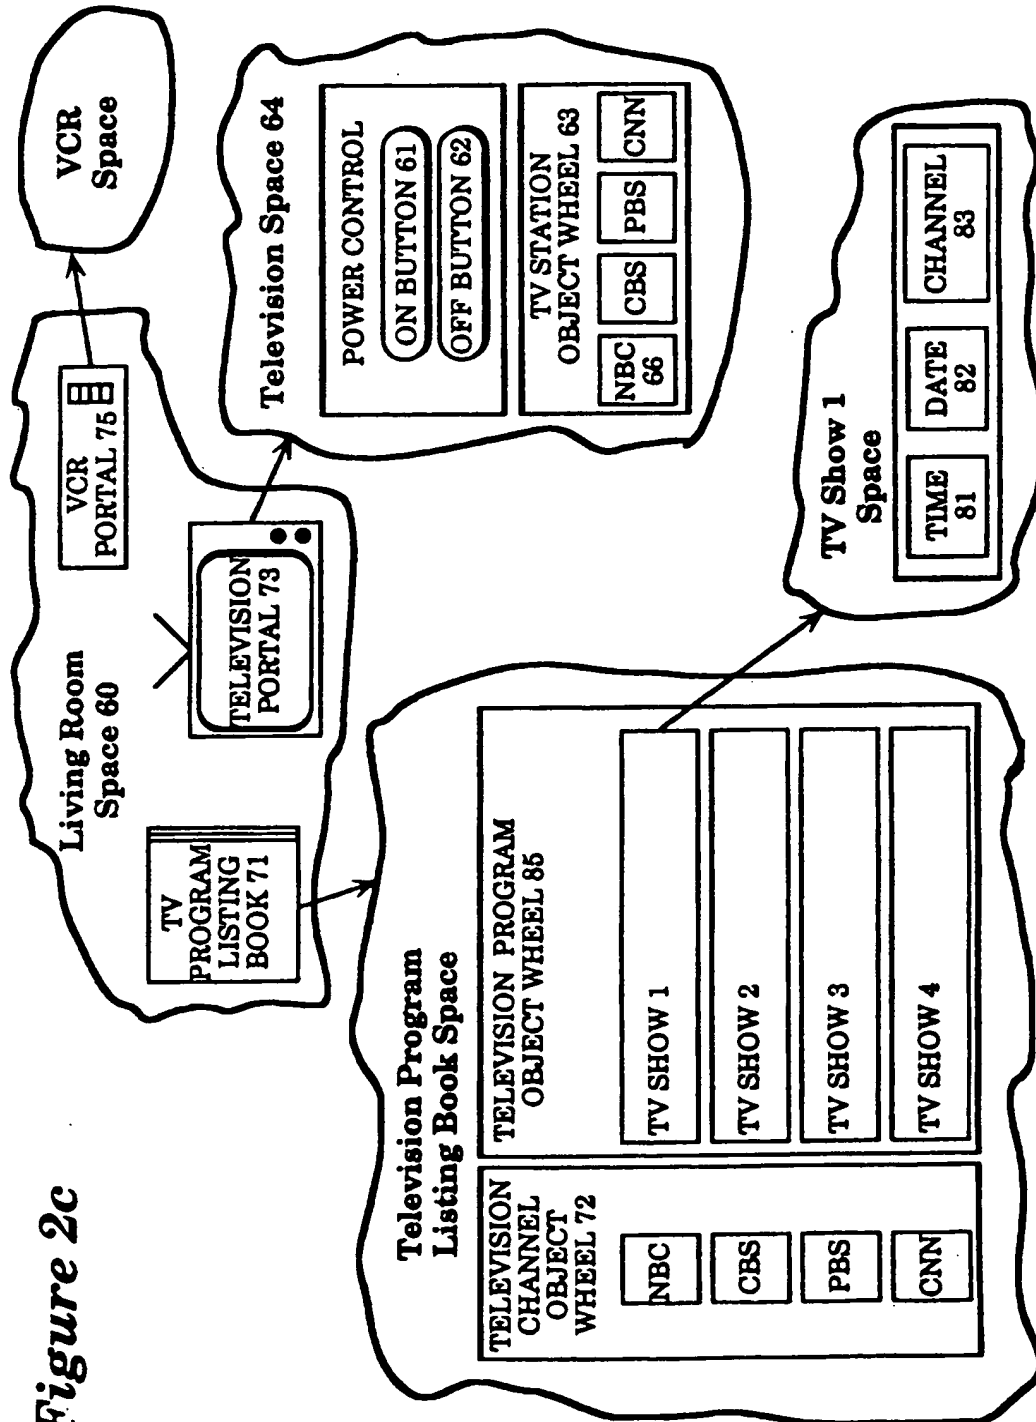 Figure 2c
Living Room
Space 60
TV
PROGRAM
LISTING
BOOK 71
TELEVISION
PORTAL 73
VCR
PORTAL 75
VCR
Space
Television Space 64
POWER CONTROL
ON BUTTON 61
OFF BUTTON 62
TV STATION
OBJECT WHEEL 63
NBC
66
CBS
PBS
CNN
Television Program
Listing Book Space
TELEVISION
CHANNEL
OBJECT
WHEEL 72
NBC
CBS
PBS
CNN
TELEVISION PROGRAM
OBJECT WHEEL 85
TV SHOW 1
TV SHOW 2
TV SHOW 3
TV SHOW 4
TV Show 1
Space
TIME
81
DATE
82
CHANNEL
83